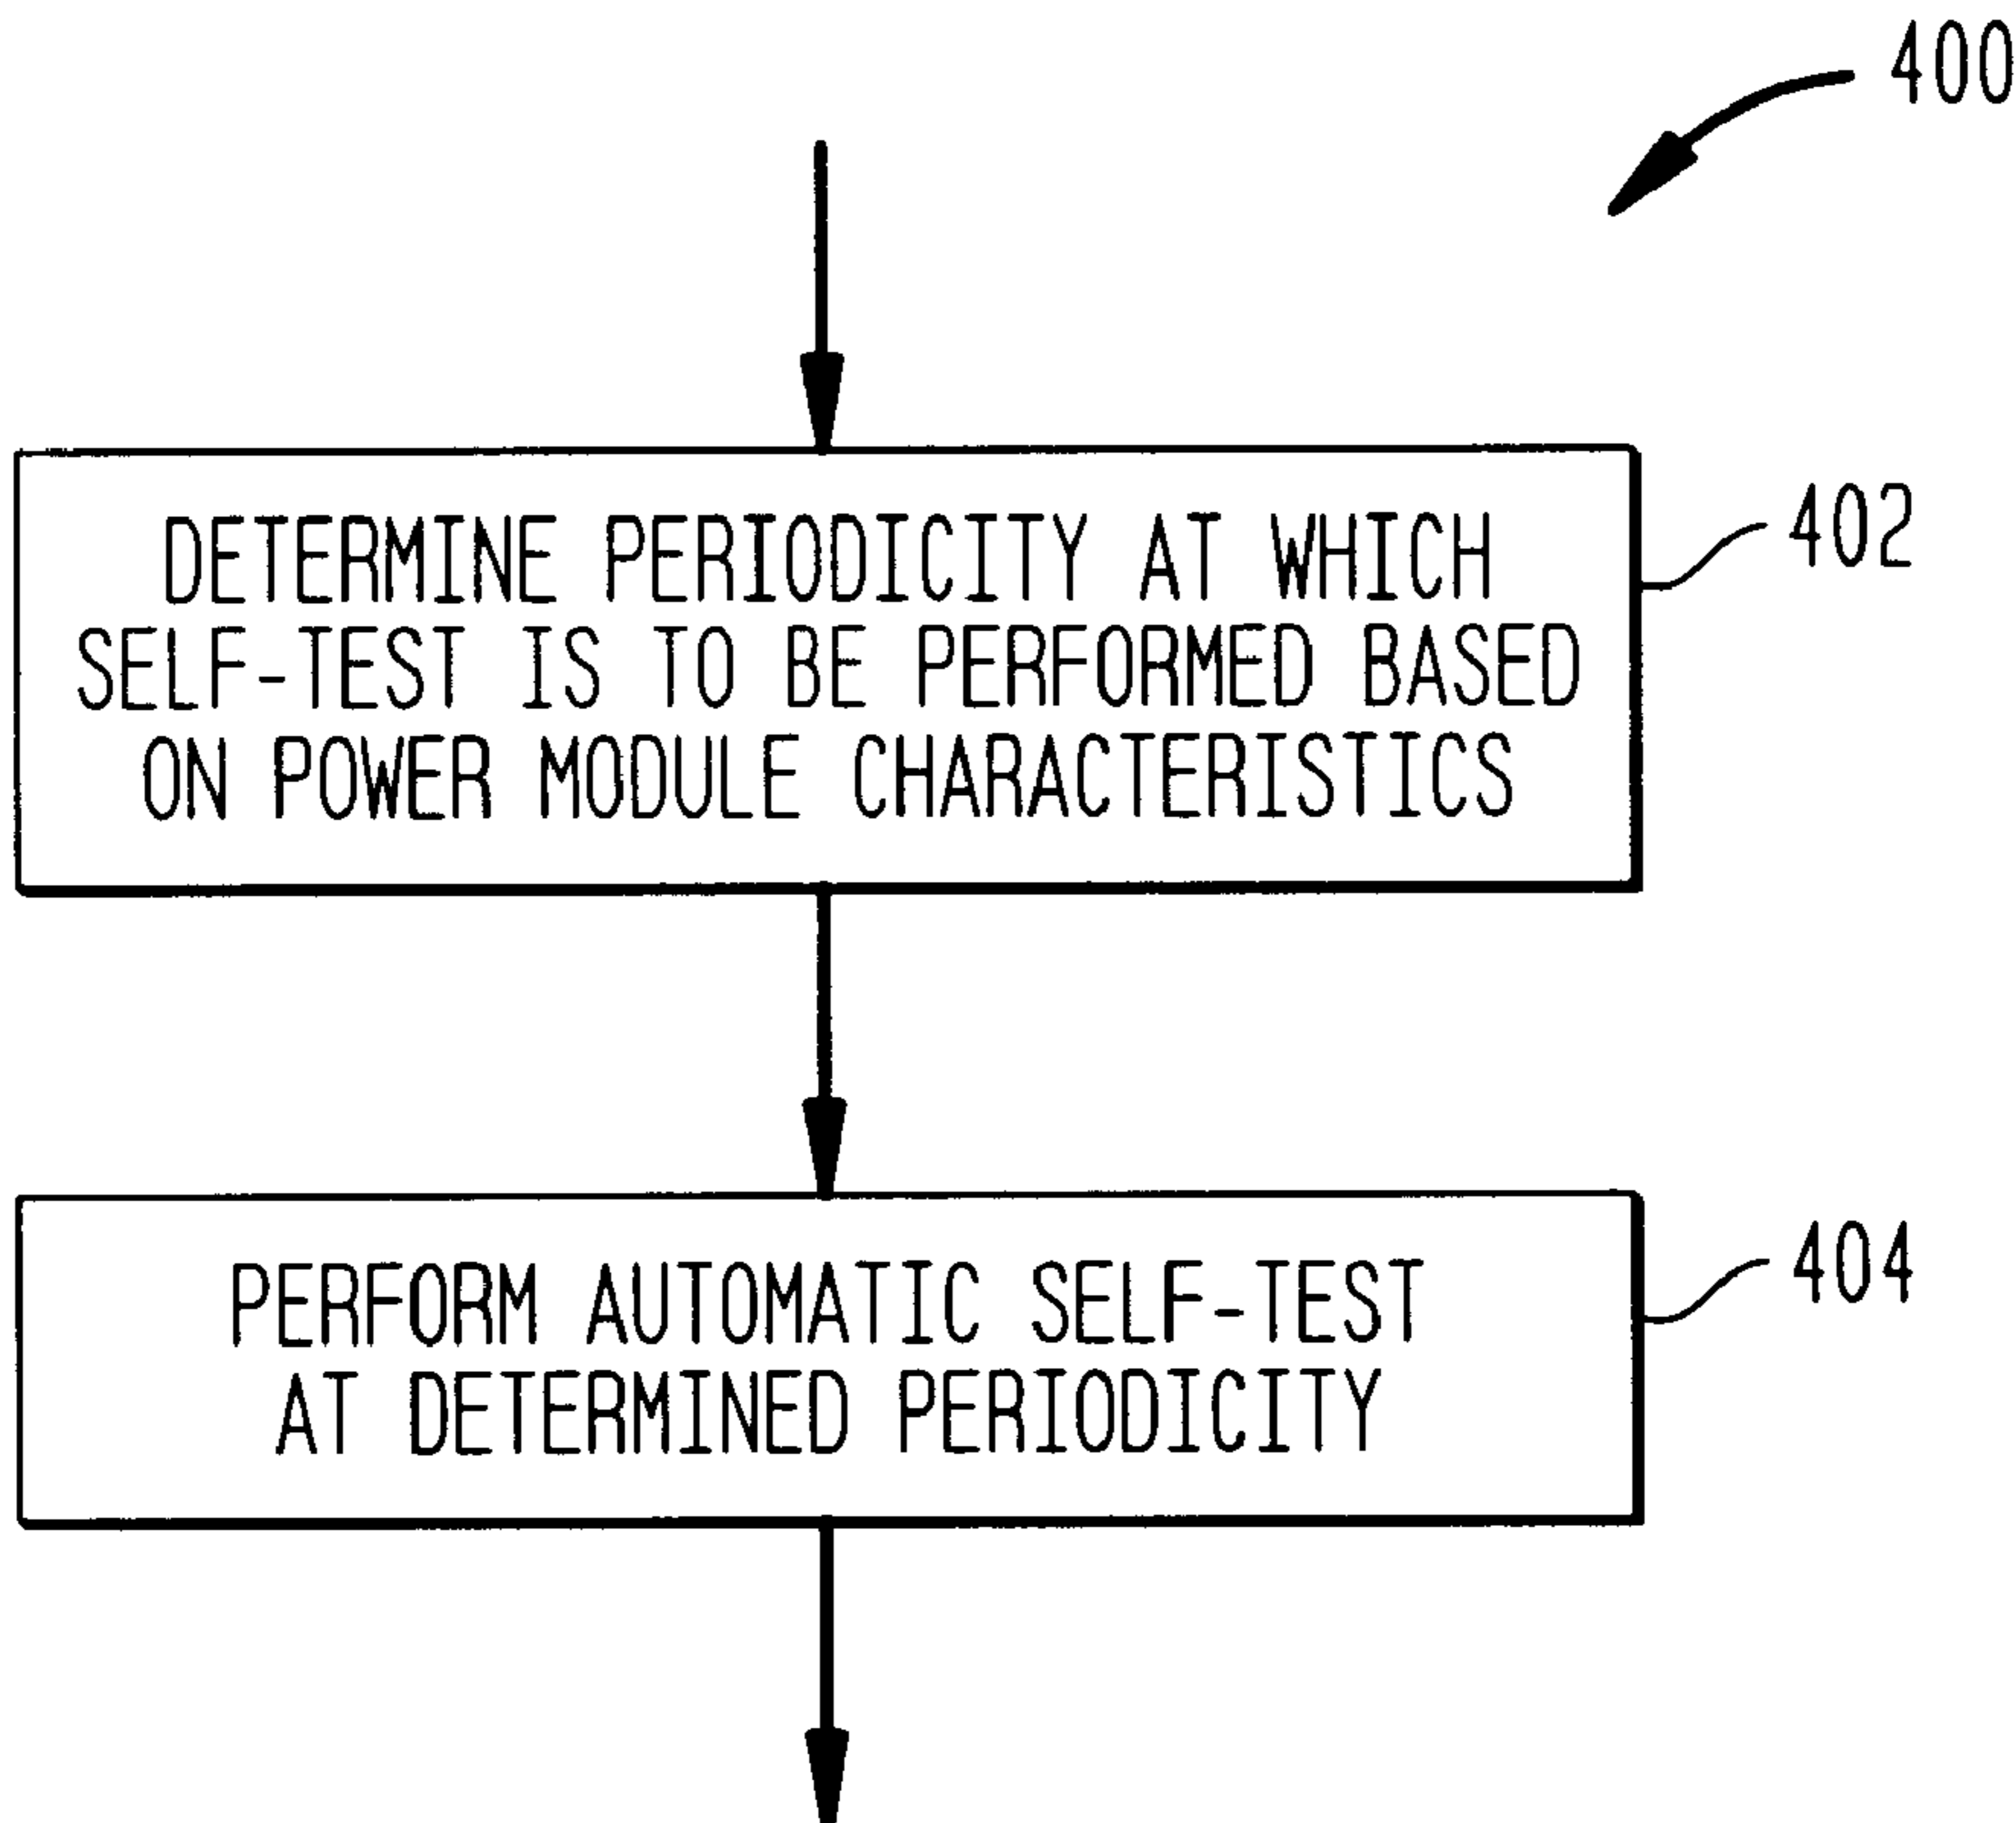 400
DETERMINE PERIODICITY AT WHICH
SELF-TEST IS TO BE PERFORMED BASED
ON POWER MODULE CHARACTERISTICS
402
PERFORM AUTOMATIC SELF-TEST
AT DETERMINED PERIODICITY
404